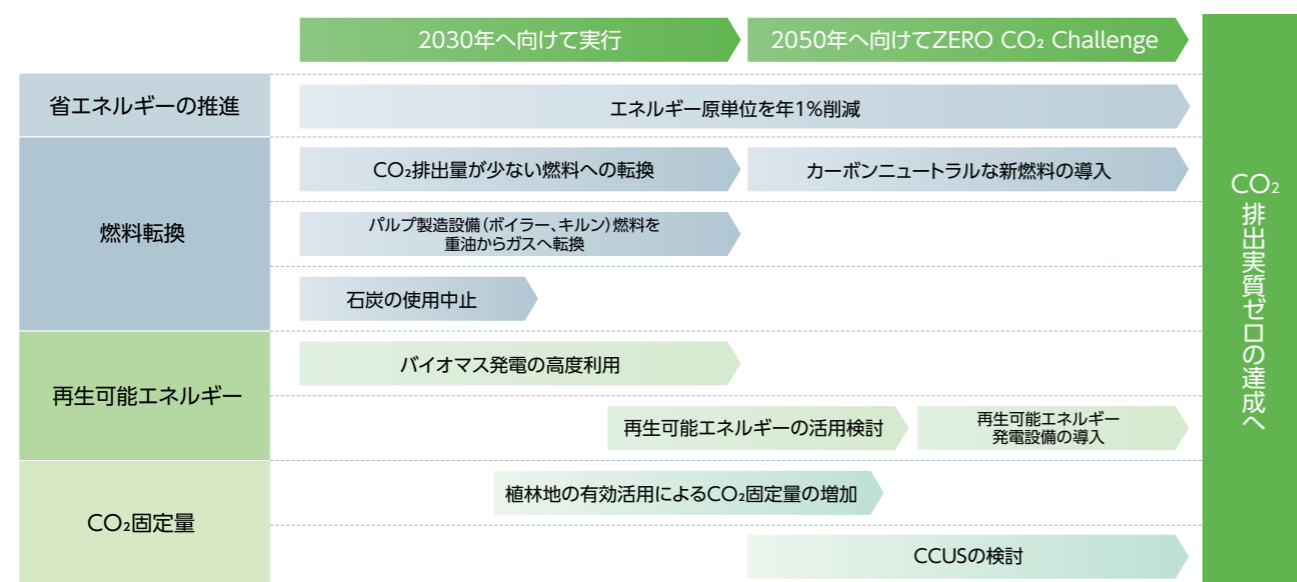 2030年へ向けて実行
2050年へ向けてZERO CO₂ Challenge
省エネルギーの推進
エネルギー原単位を年1%削減
燃料転換
CO₂排出量が少ない燃料への転換
カーボンニュートラルな新燃料の導入
パルプ製造設備(ボイラー、キルン)燃料を
重油からガスへ転換
石炭の使用中止
再生可能エネルギー
バイオマス発電の高度利用
再生可能エネルギーの活用検討
再生可能エネルギー
発電設備の導入
CO₂固定量
植林地の有効活用によるCO₂固定量の増加
CCUSの検討
CO₂排出実質ゼロの達成へ